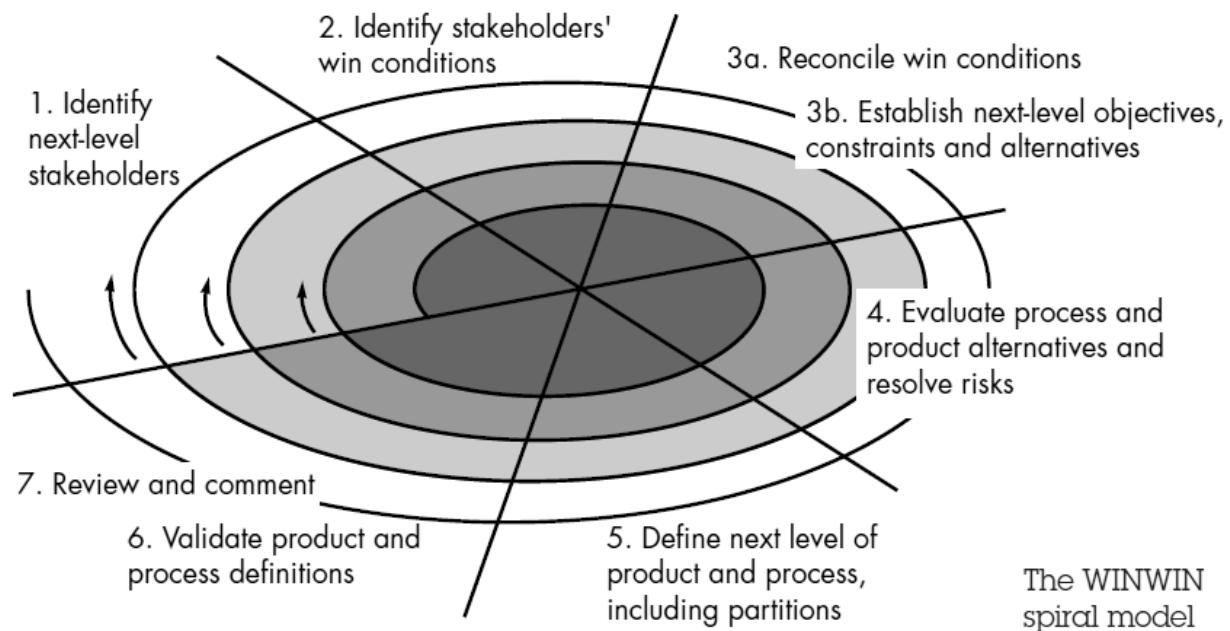 2. Identify stakeholders'
win conditions
3a. Reconcile win conditions
1. Identify
next-level
stakeholders
3b. Establish next-level objectives,
constraints and alternatives
4. Evaluate process and
product alternatives and
resolve risks
7. Review and comment
6. Validate product and
process definitions
5. Define next level of
product and process,
including partitions
The WINWIN
spiral model